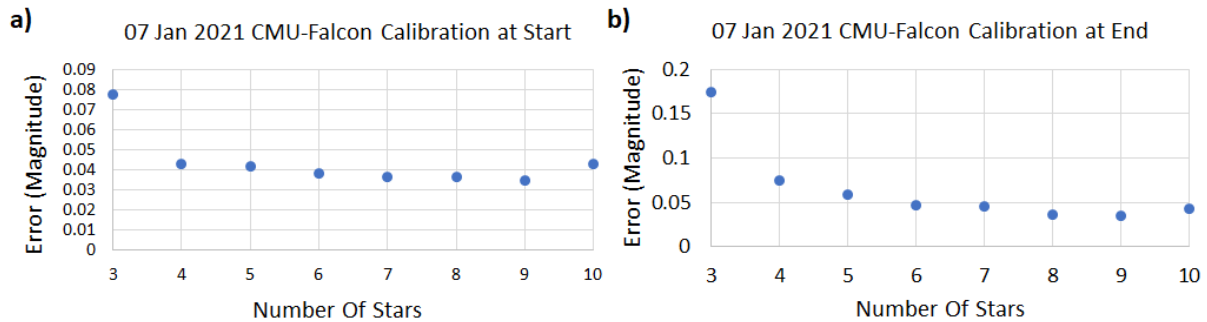 a)
07 Jan 2021 CMU-Falcon Calibration at Start
Error (Magnitude)
0.09
0.08
0.07
0.06
0.05
0.04
0.03
0.02
0.01
0
3 4 5 6 7 8 9 10
Number Of Stars
b)
07 Jan 2021 CMU-Falcon Calibration at End
Error (Magnitude)
0.2
0.15
0.1
0.05
0
3 4 5 6 7 8 9 10
Number Of Stars